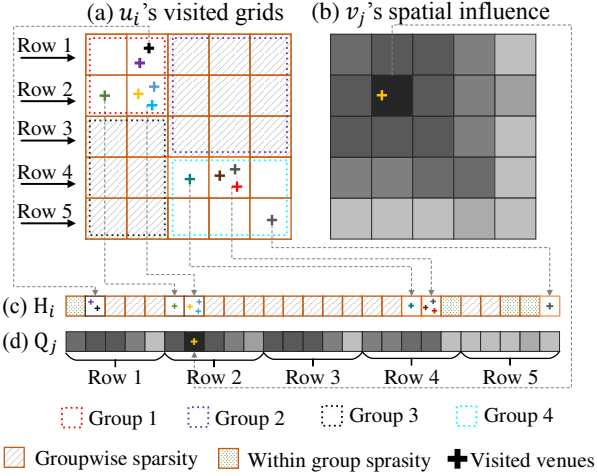 (a) u_i's visited grids
(b) v_j's spatial influence
Row 1
Row 2
Row 3
Row 4
Row 5
(c) H_i
(d) Q_j
Row 1 Row 2 Row 3 Row 4 Row 5
Group 1 Group 2 Group 3 Group 4
Groupwise sparsity Within group sprasity Visited venues